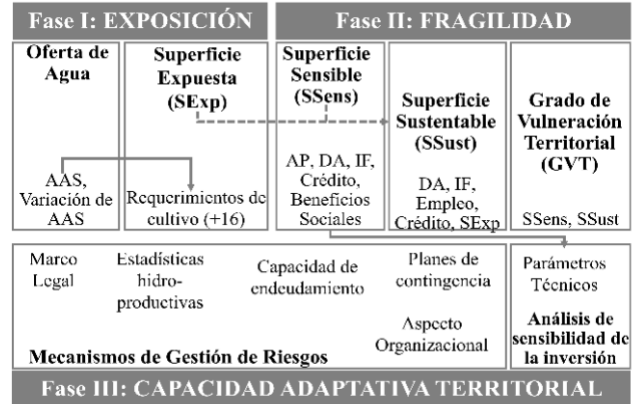 Fase I: EXPOSICIÓN
Fase II: FRAGILIDAD
Oferta de
Agua
AAS,
Variación de
AAS
Superficie
Expuesta
(SExp)
Requerimientos de
cultivo (+16)
Superficie
Sensible
(SSens)
AP, DA, IF,
Crédito,
Beneficios
Sociales
Superficie
Sustentable
(SSust)
DA, IF,
Empleo,
Crédito, SExp
Grado de
Vulneración
Territorial
(GVT)
SSens, SSust
Marco
Legal
Estadísticas
hidro-
productivas
Capacidad de
endeudamiento
Planes de
contingencia
Aspecto
Organizacional
Mecanismos de Gestión de Riesgos
Parámetros
Técnicos
Análisis de
sensibilidad de
la inversión
Fase III: CAPACIDAD ADAPTATIVA TERRITORIAL